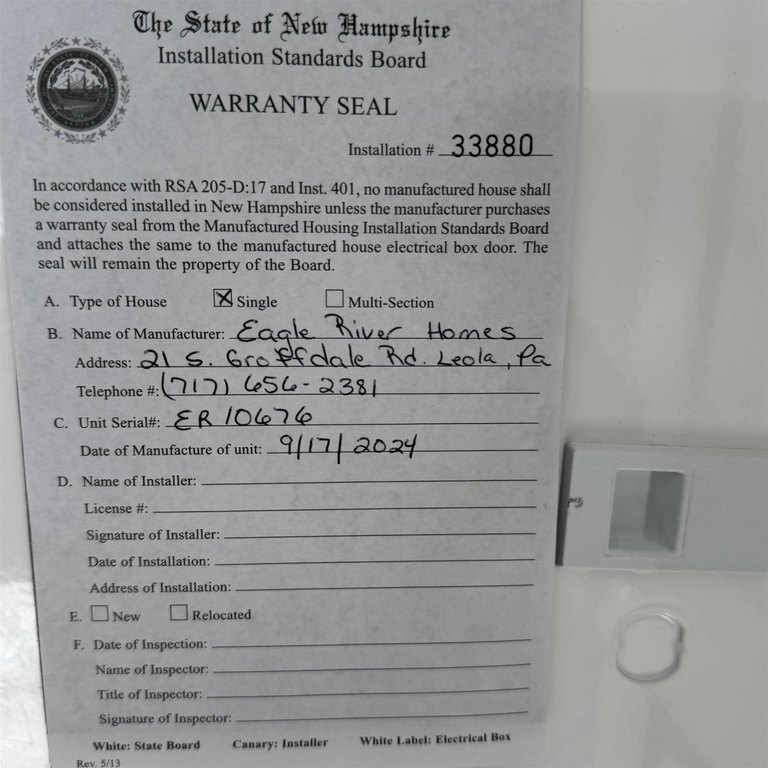 The State of New Hampshire
Installation Standards Board
WARRANTY SEAL
Installation # 33880
In accordance with RSA 205-D:17 and Inst. 401, no manufactured house shall
be considered installed in New Hampshire unless the manufacturer purchases
a warranty seal from the Manufactured Housing Installation Standards Board
and attaches the same to the manufactured house electrical box door. The
seal will remain the property of the Board.
A. Type of House ☒ Single ☐ Multi-Section
B. Name of Manufacturer: Eagle River Homes
Address: 21 S. Groffdale Rd. Leola, Pa
Telephone #: (717) 656-2381
C. Unit Serial#: ER 10676
Date of Manufacture of unit: 9/17/2024
D. Name of Installer:
License #:
Signature of Installer:
Date of Installation:
Address of Installation:
E. ☐ New ☐ Relocated
F. Date of Inspection:
Name of Inspector:
Title of Inspector:
Signature of Inspector:
White: State Board Canary: Installer White Label: Electrical Box
Rev. 5/13